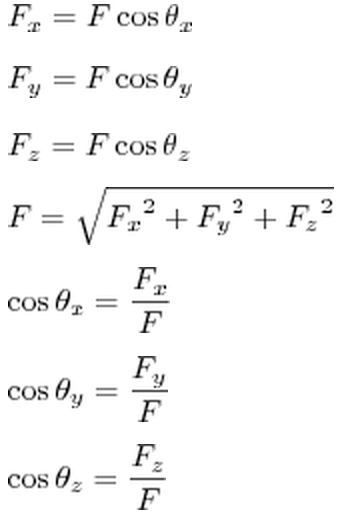 F_x = F cos θ_x
F_y = F cos θ_y
F_z = F cos θ_z
F = √(F_x² + F_y² + F_z²)
cos θ_x = F_x / F
cos θ_y = F_y / F
cos θ_z = F_z / F